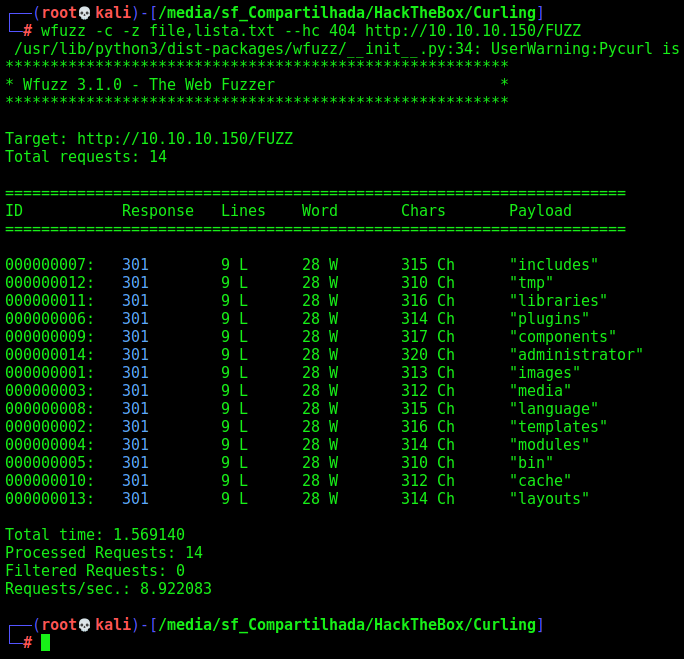 ┌──(root💀kali)-[/media/sf_Compartilhada/HackTheBox/Curling]
└─# wfuzz -c -z file,lista.txt --hc 404 http://10.10.10.150/FUZZ
/usr/lib/python3/dist-packages/wfuzz/__init__.py:34: UserWarning:Pycurl is
********************************************************
* Wfuzz 3.1.0 - The Web Fuzzer                         *
********************************************************
Target: http://10.10.10.150/FUZZ
Total requests: 14
=====================================================================
ID           Response   Lines    Word       Chars       Payload
=====================================================================
000000007:   301        9 L      28 W       315 Ch      "includes"
000000012:   301        9 L      28 W       310 Ch      "tmp"
000000011:   301        9 L      28 W       316 Ch      "libraries"
000000006:   301        9 L      28 W       314 Ch      "plugins"
000000009:   301        9 L      28 W       317 Ch      "components"
000000014:   301        9 L      28 W       320 Ch      "administrator"
000000001:   301        9 L      28 W       313 Ch      "images"
000000003:   301        9 L      28 W       312 Ch      "media"
000000008:   301        9 L      28 W       315 Ch      "language"
000000002:   301        9 L      28 W       316 Ch      "templates"
000000004:   301        9 L      28 W       314 Ch      "modules"
000000005:   301        9 L      28 W       310 Ch      "bin"
000000010:   301        9 L      28 W       312 Ch      "cache"
000000013:   301        9 L      28 W       314 Ch      "layouts"
Total time: 1.569140
Processed Requests: 14
Filtered Requests: 0
Requests/sec.: 8.922083
┌──(root💀kali)-[/media/sf_Compartilhada/HackTheBox/Curling]
└─#